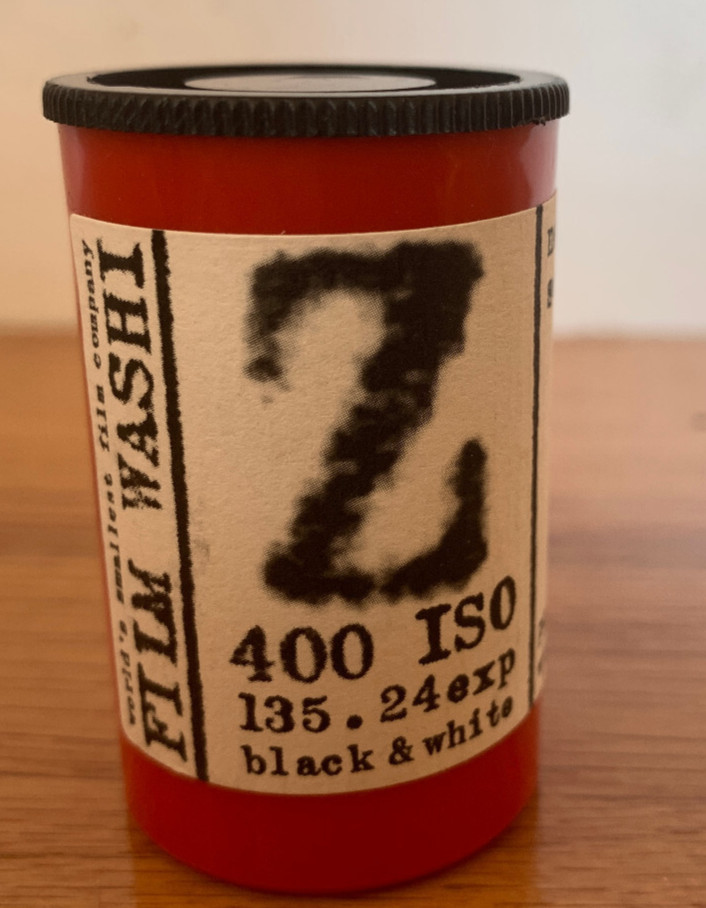 world's smallest film company
FILM WASHI
Z
400 ISO
135.24exp
black & white